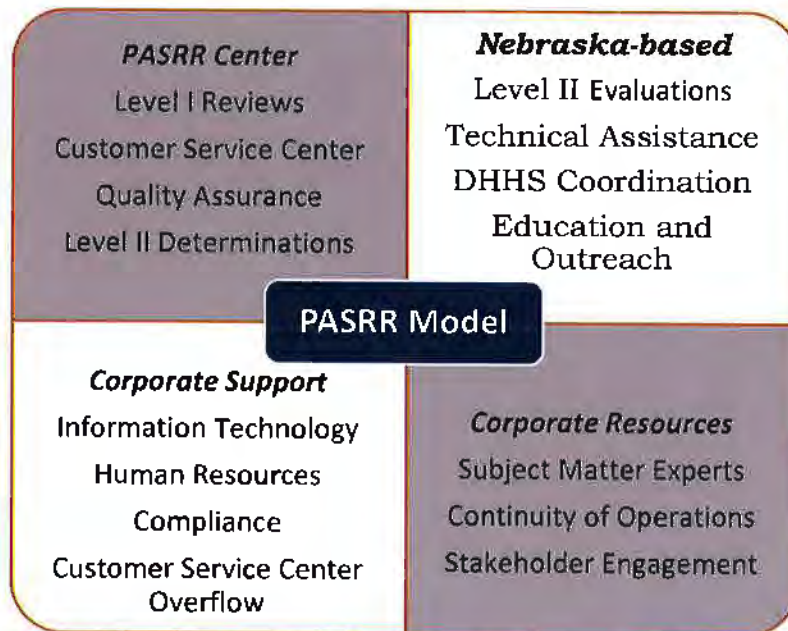 PASRR Center
Level I Reviews
Customer Service Center
Quality Assurance
Level II Determinations
Nebraska-based
Level II Evaluations
Technical Assistance
DHHS Coordination
Education and
Outreach
PASRR Model
Corporate Support
Information Technology
Human Resources
Compliance
Customer Service Center
Overflow
Corporate Resources
Subject Matter Experts
Continuity of Operations
Stakeholder Engagement